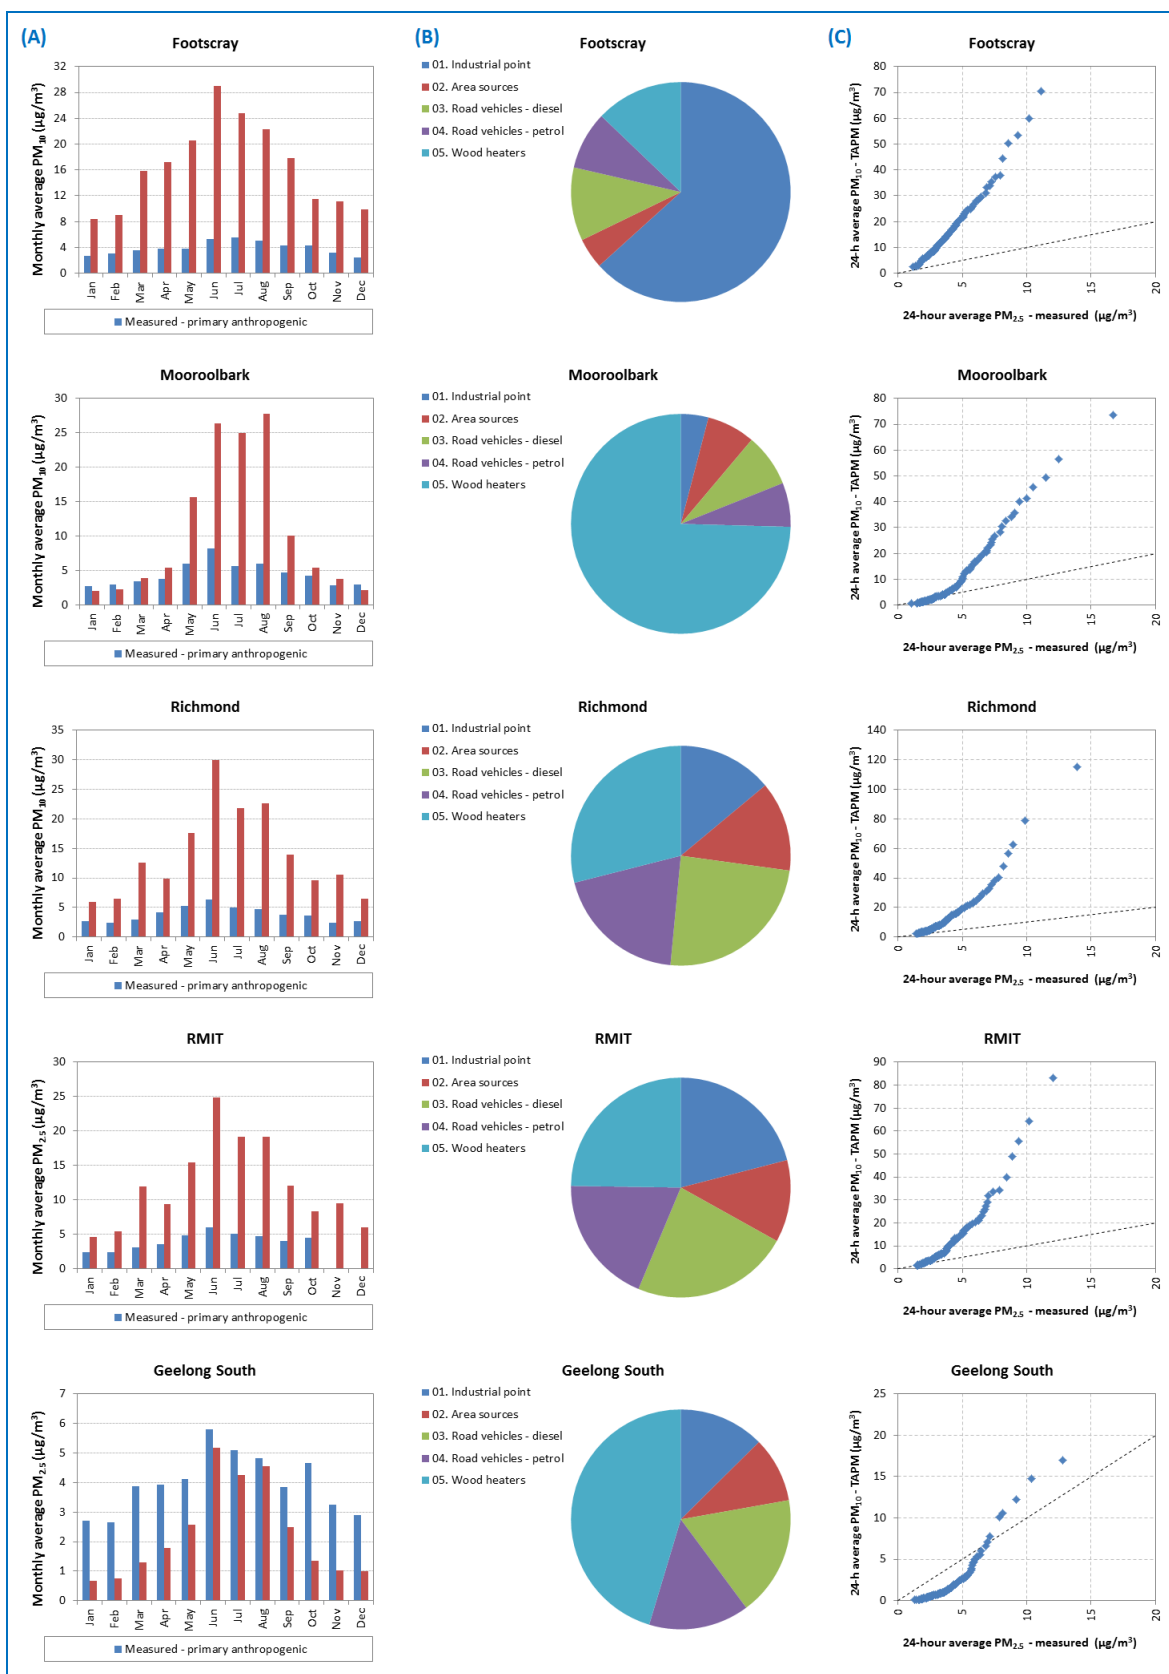 (A)
Footscray
Monthly average PM₁₀ (µg/m³)
32
28
24
20
16
12
8
4
0
Jan
Feb
Mar
Apr
May
Jun
Jul
Aug
Sep
Oct
Nov
Dec
Measured - primary anthropogenic
(B)
Footscray
01. Industrial point
02. Area sources
03. Road vehicles - diesel
04. Road vehicles - petrol
05. Wood heaters
(C)
Footscray
24-h average PM₁₀ - TAPM (µg/m³)
80
70
60
50
40
30
20
10
0
0
5
10
15
20
24-hour average PM₂.₅ - measured (µg/m³)
Mooroolbark
Monthly average PM₁₀ (µg/m³)
30
25
20
15
10
5
0
Jan
Feb
Mar
Apr
May
Jun
Jul
Aug
Sep
Oct
Nov
Dec
Measured - primary anthropogenic
Mooroolbark
01. Industrial point
02. Area sources
03. Road vehicles - diesel
04. Road vehicles - petrol
05. Wood heaters
Mooroolbark
24-h average PM₁₀ - TAPM (µg/m³)
80
70
60
50
40
30
20
10
0
0
5
10
15
20
24-hour average PM₂.₅ - measured (µg/m³)
Richmond
Monthly average PM₁₀ (µg/m³)
35
30
25
20
15
10
5
0
Jan
Feb
Mar
Apr
May
Jun
Jul
Aug
Sep
Oct
Nov
Dec
Measured - primary anthropogenic
Richmond
01. Industrial point
02. Area sources
03. Road vehicles - diesel
04. Road vehicles - petrol
05. Wood heaters
Richmond
24-h average PM₁₀ - TAPM (µg/m³)
140
120
100
80
60
40
20
0
0
5
10
15
20
24-hour average PM₂.₅ - measured (µg/m³)
RMIT
Monthly average PM₂.₅ (µg/m³)
30
25
20
15
10
5
0
Jan
Feb
Mar
Apr
May
Jun
Jul
Aug
Sep
Oct
Nov
Dec
Measured - primary anthropogenic
RMIT
01. Industrial point
02. Area sources
03. Road vehicles - diesel
04. Road vehicles - petrol
05. Wood heaters
RMIT
24-h average PM₁₀ - TAPM (µg/m³)
90
80
70
60
50
40
30
20
10
0
0
5
10
15
20
24-hour average PM₂.₅ - measured (µg/m³)
Geelong South
Monthly average PM₂.₅ (µg/m³)
7
6
5
4
3
2
1
0
Jan
Feb
Mar
Apr
May
Jun
Jul
Aug
Sep
Oct
Nov
Dec
Measured - primary anthropogenic
Geelong South
01. Industrial point
02. Area sources
03. Road vehicles - diesel
04. Road vehicles - petrol
05. Wood heaters
Geelong South
24-h average PM₁₀ - TAPM (µg/m³)
25
20
15
10
5
0
0
5
10
15
20
24-hour average PM₂.₅ - measured (µg/m³)